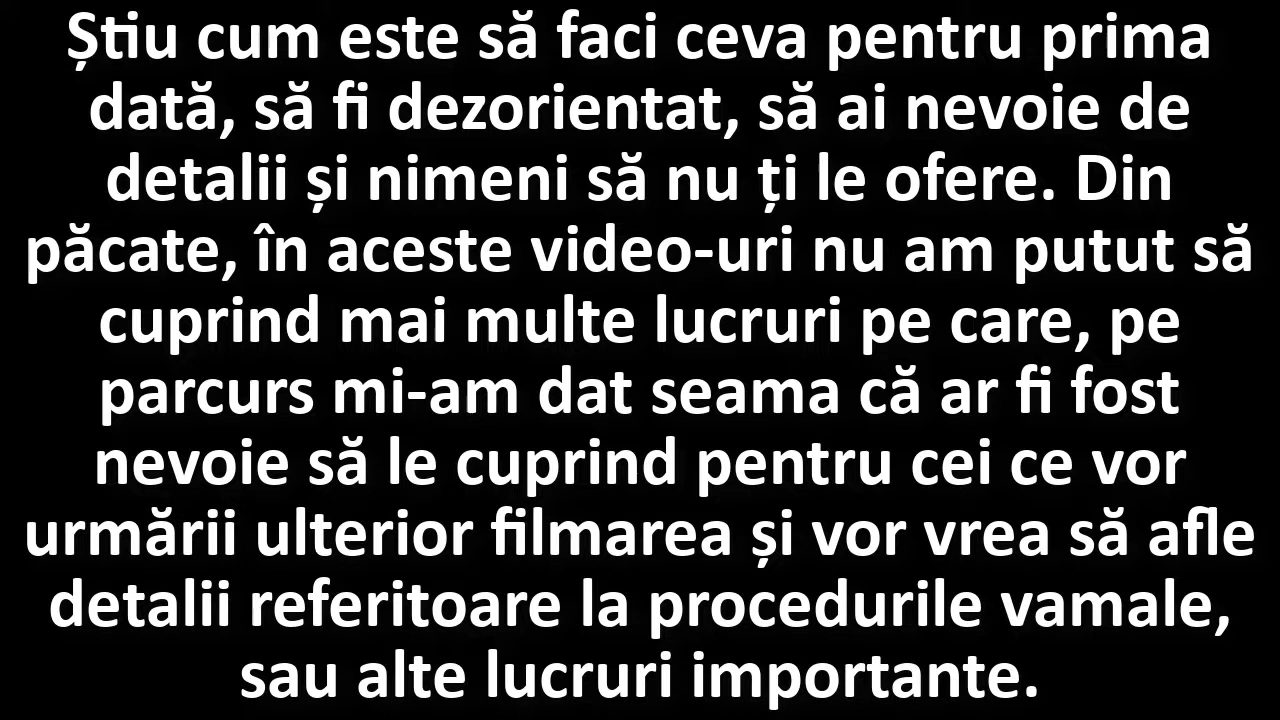 Știu cum este să faci ceva pentru prima
dată, să fi dezorientat, să ai nevoie de
detalii și nimeni să nu ți le ofere. Din
păcate, în aceste video-uri nu am putut să
cuprind mai multe lucruri pe care, pe
parcurs mi-am dat seama că ar fi fost
nevoie să le cuprind pentru cei ce vor
urmării ulterior filmarea și vor vrea să afle
detalii referitoare la procedurile vamale,
sau alte lucruri importante.